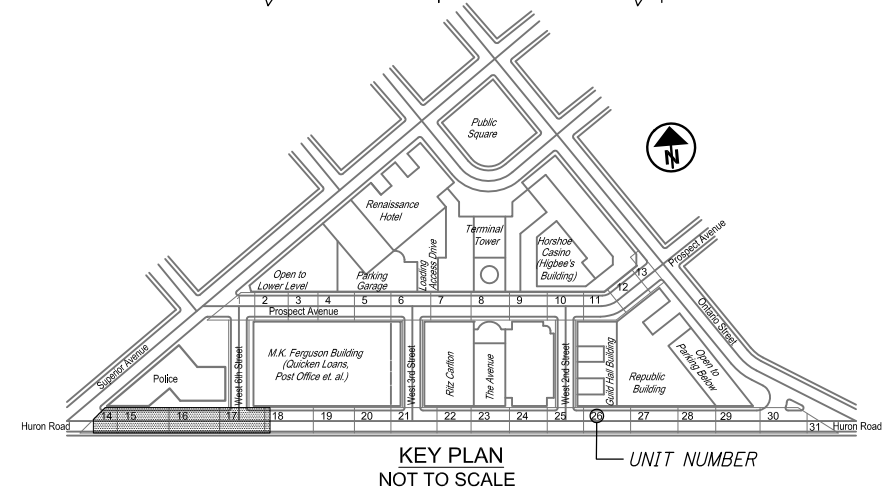 Public
Square
N
Renaissance
Hotel
Terminal
Tower
Horshoe
Casino
(Higbee's
Building)
Loading
Access Drive
Open to
Lower Level
Parking
Garage
Prospect Avenue
Ontario Street
2 3 4 5 6 7 8 9 10 11 12 13
Prospect Avenue
Superior Avenue
Police
West 6th Street
M.K. Ferguson Building
(Quicken Loans,
Post Office et. al.)
West 3rd Street
Ritz Carlton
The Avenue
West 2nd Street
Guild Hall Building
Republic
Building
Open to
Parking Below
Huron Road
14 15 16 17 18 19 20 21 22 23 24 25 26 27 28 29 30 31
Huron Road
KEY PLAN
NOT TO SCALE
UNIT NUMBER